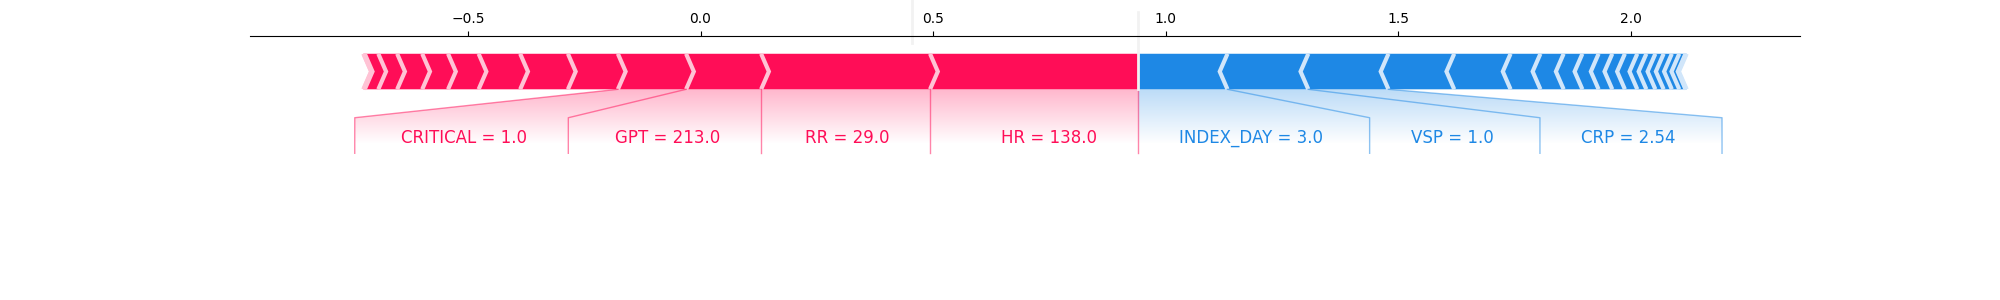 −0.5 0.0 0.5 1.0 1.5 2.0
CRITICAL = 1.0 GPT = 213.0 RR = 29.0 HR = 138.0 INDEX_DAY = 3.0 VSP = 1.0 CRP = 2.54